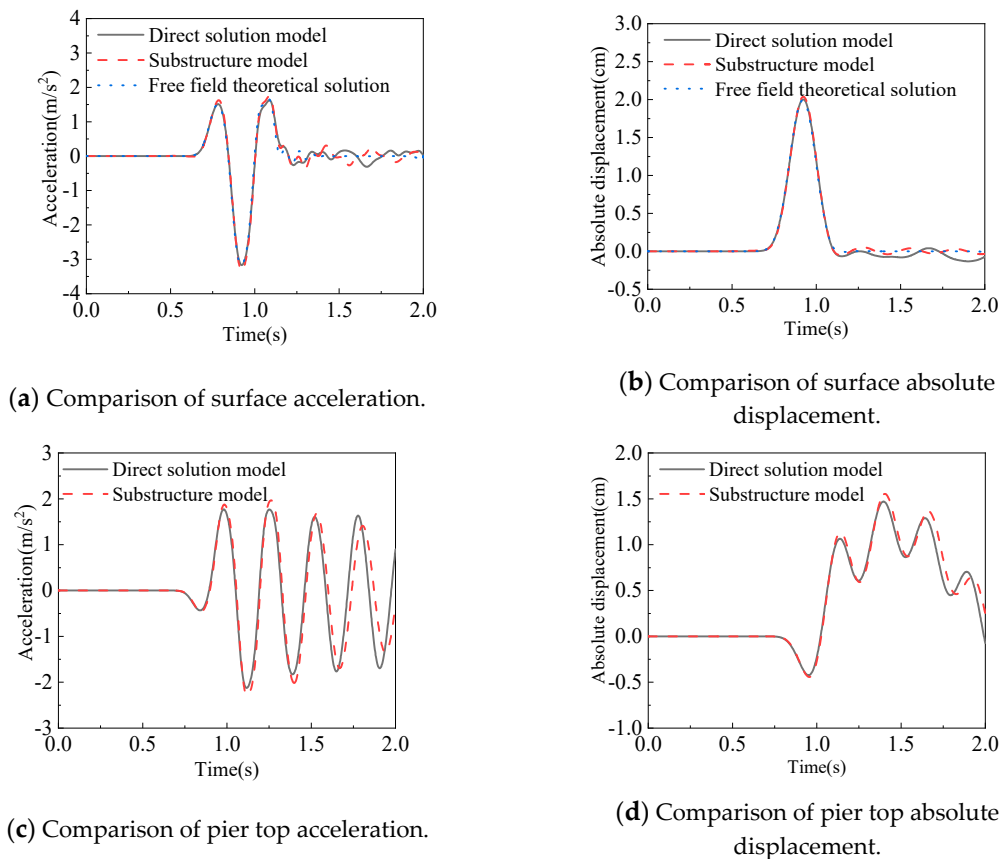 4
3
2
1
0
-1
-2
-3
-4
Acceleration(m/s²)
Direct solution model
Substructure model
Free field theoretical solution
0.0 0.5 1.0 1.5 2.0
Time(s)
(a) Comparison of surface acceleration.
3.0
2.5
2.0
1.5
1.0
0.5
0.0
-0.5
Absolute displacement(cm)
Direct solution model
Substructure model
Free field theoretical solution
0.0 0.5 1.0 1.5 2.0
Time(s)
(b) Comparison of surface absolute
displacement.
3
2
1
0
-1
-2
-3
Acceleration(m/s²)
Direct solution model
Substructure model
0.0 0.5 1.0 1.5 2.0
Time(s)
(c) Comparison of pier top acceleration.
2.0
1.5
1.0
0.5
0.0
-0.5
-1.0
Absolute displacement(cm)
Direct solution model
Substructure model
0.0 0.5 1.0 1.5 2.0
Time(s)
(d) Comparison of pier top absolute
displacement.